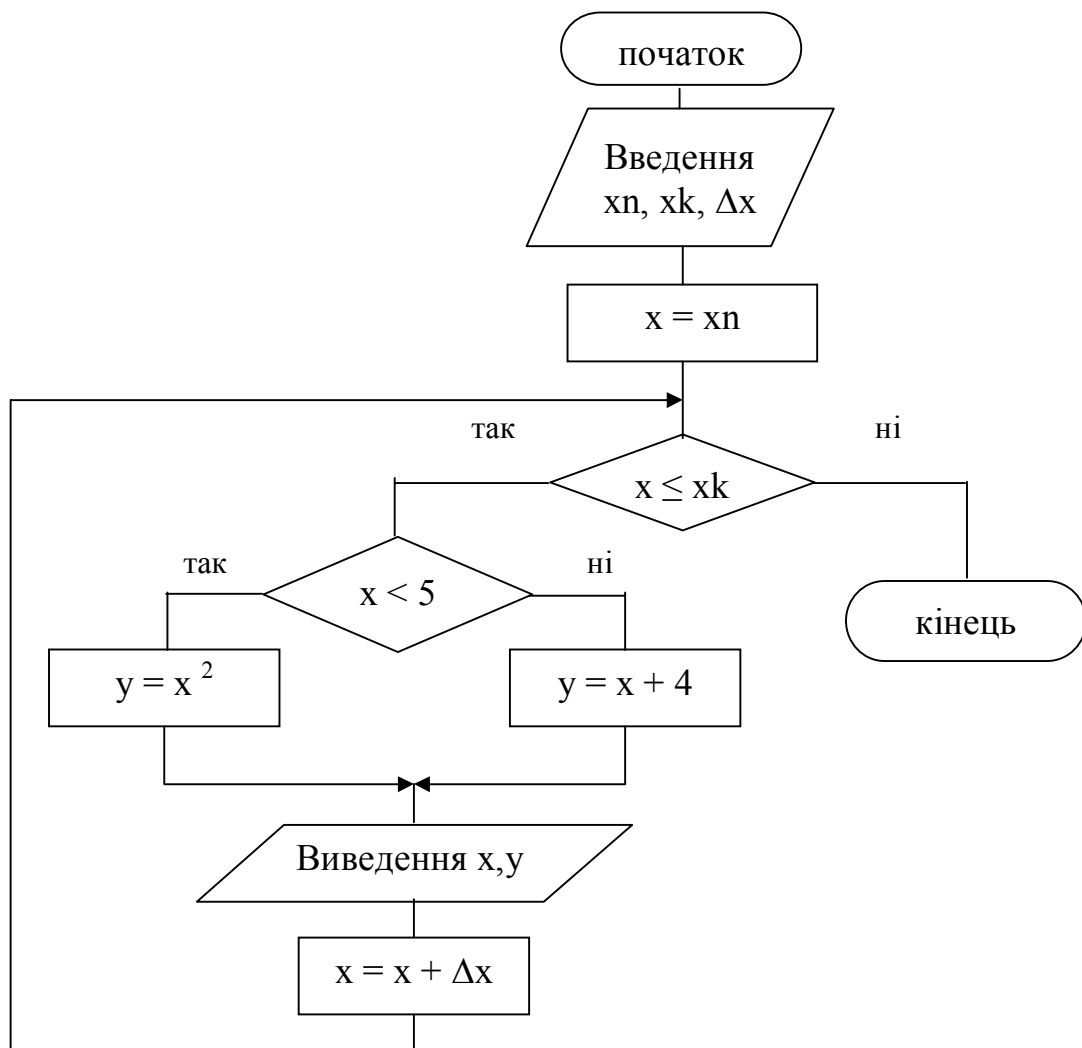 початок
Введення
xn, xk, Δx
x = xn
так
ні
x ≤ xk
так
ні
x < 5
кінець
y = x ²
y = x + 4
Виведення x,y
x = x + Δx